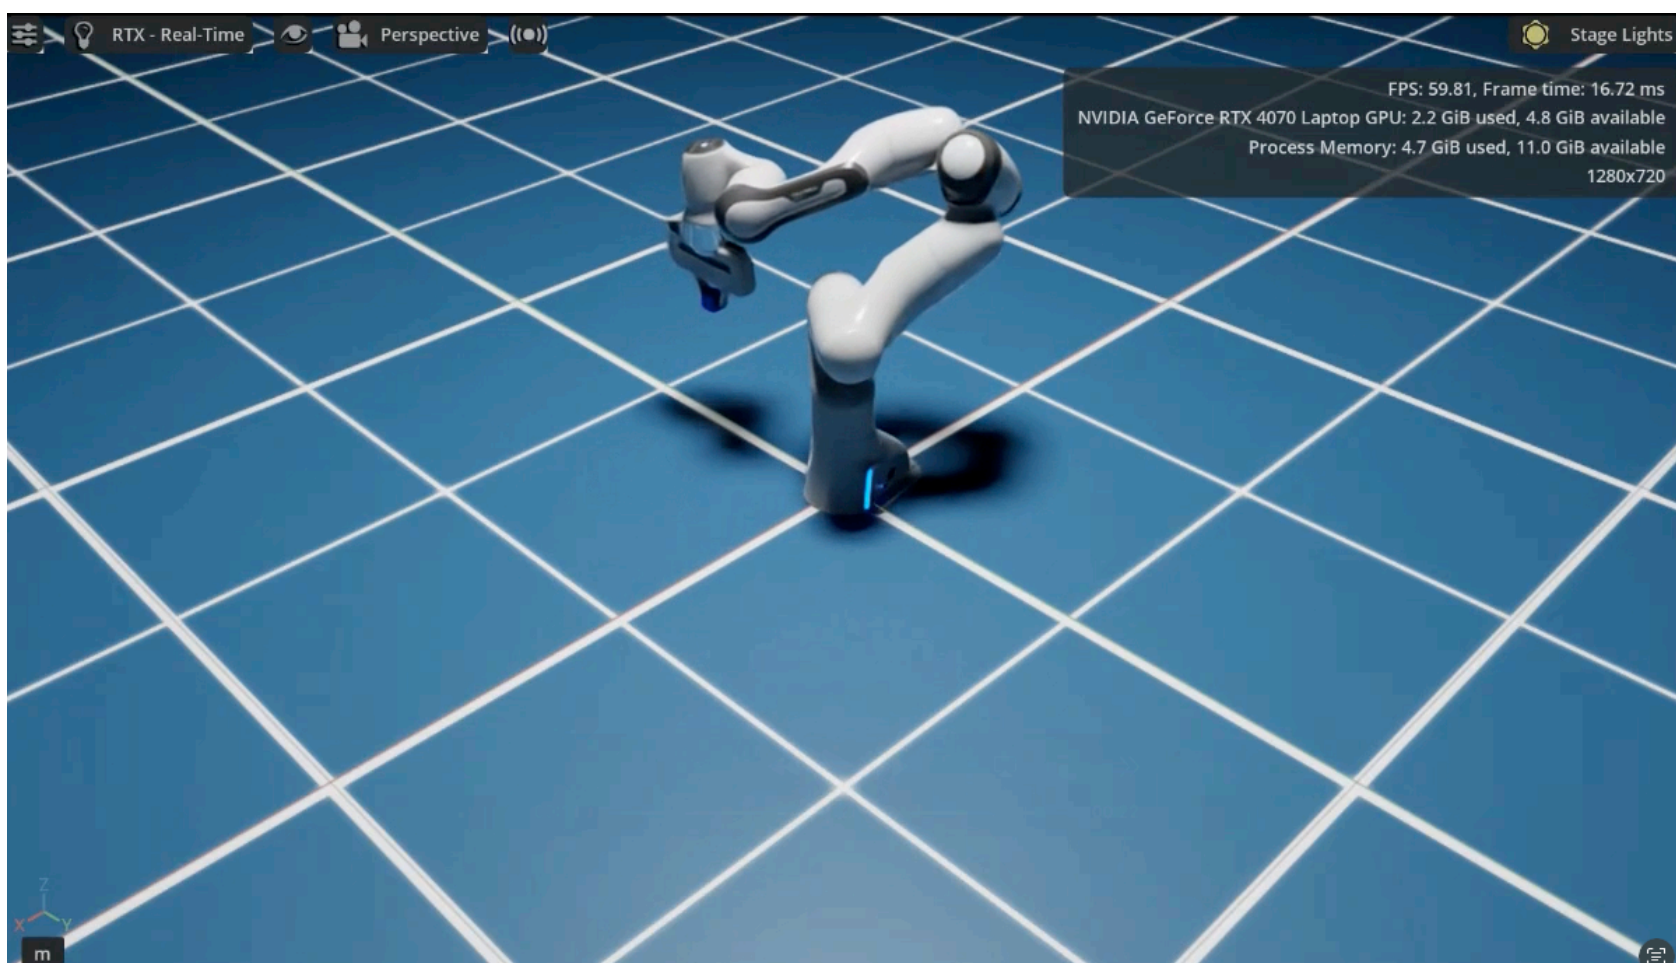 RTX - Real-Time
Perspective
Stage Lights
FPS: 59.81, Frame time: 16.72 ms
NVIDIA GeForce RTX 4070 Laptop GPU: 2.2 GiB used, 4.8 GiB available
Process Memory: 4.7 GiB used, 11.0 GiB available
1280x720
Z
X
Y
m